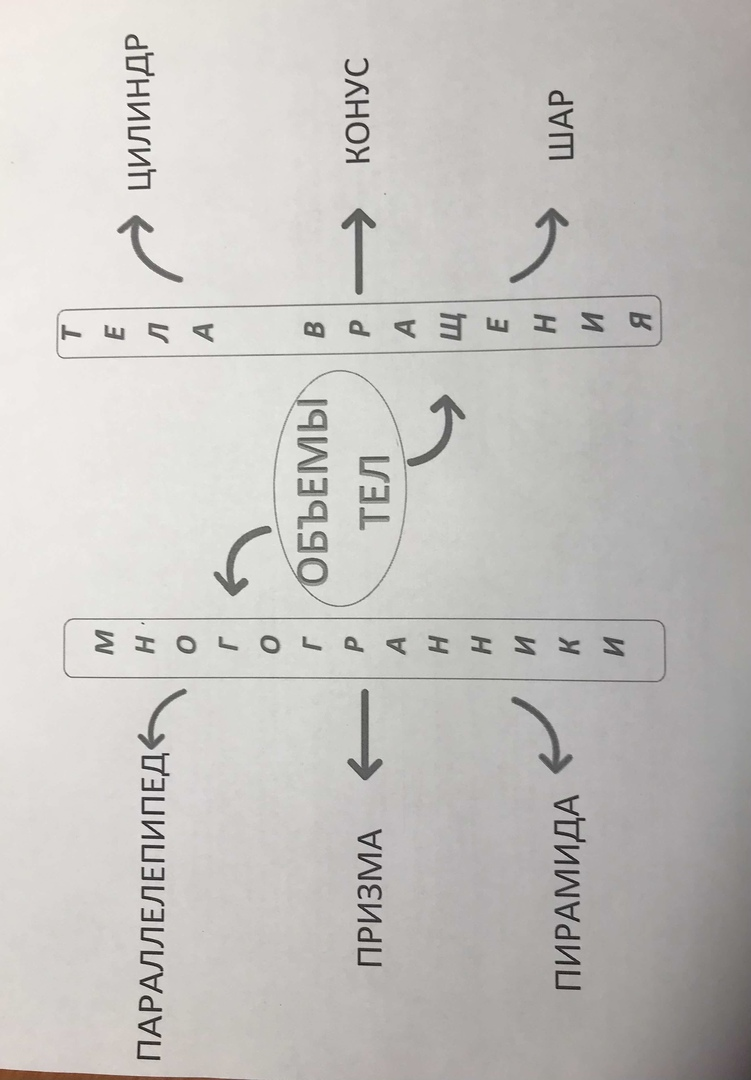 ОБЪЕМЫ
ТЕЛ
МНОГОГРАННИКИ
ПАРАЛЛЕЛЕПИПЕД
ПРИЗМА
ПИРАМИДА
ТЕЛА ВРАЩЕНИЯ
ЦИЛИНДР
КОНУС
ШАР